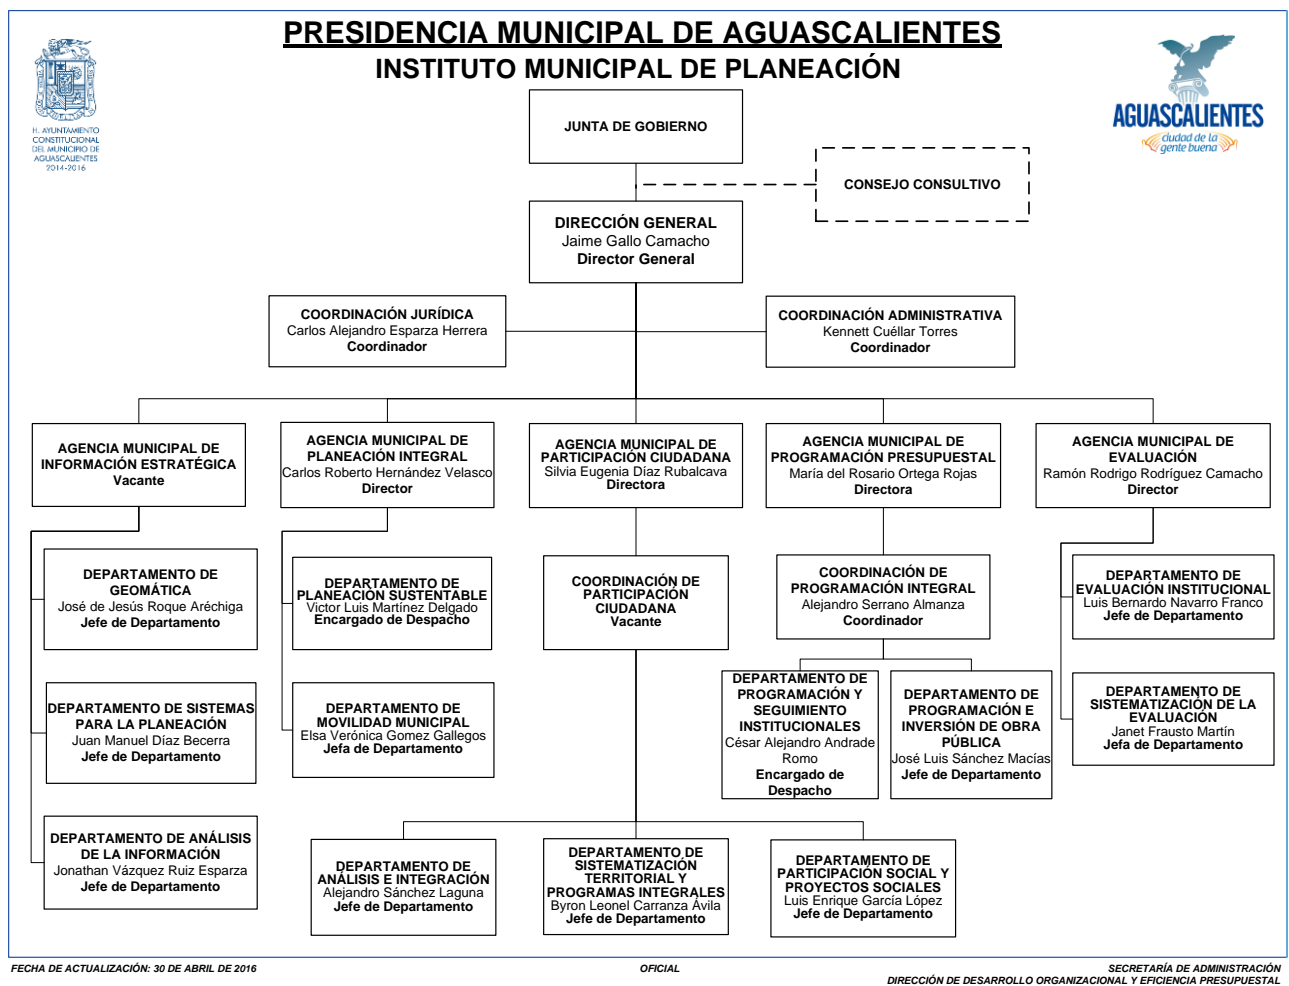 PRESIDENCIA MUNICIPAL DE AGUASCALIENTES
INSTITUTO MUNICIPAL DE PLANEACIÓN
H. AYUNTAMIENTO
CONSTITUCIONAL
DEL MUNICIPIO DE
AGUASCALIENTES
2014-2016
AGUASCALIENTES
ciudad de la
gente buena
JUNTA DE GOBIERNO
CONSEJO CONSULTIVO
DIRECCIÓN GENERAL
Jaime Gallo Camacho
Director General
COORDINACIÓN JURÍDICA
Carlos Alejandro Esparza Herrera
Coordinador
COORDINACIÓN ADMINISTRATIVA
Kennett Cuéllar Torres
Coordinador
AGENCIA MUNICIPAL DE
INFORMACIÓN ESTRATÉGICA
Vacante
AGENCIA MUNICIPAL DE
PLANEACIÓN INTEGRAL
Carlos Roberto Hernández Velasco
Director
AGENCIA MUNICIPAL DE
PARTICIPACIÓN CIUDADANA
Silvia Eugenia Díaz Rubalcava
Directora
AGENCIA MUNICIPAL DE
PROGRAMACIÓN PRESUPUESTAL
María del Rosario Ortega Rojas
Directora
AGENCIA MUNICIPAL DE
EVALUACIÓN
Ramón Rodrigo Rodríguez Camacho
Director
DEPARTAMENTO DE
GEOMÁTICA
José de Jesús Roque Aréchiga
Jefe de Departamento
DEPARTAMENTO DE
PLANEACIÓN SUSTENTABLE
Victor Luis Martínez Delgado
Encargado de Despacho
COORDINACIÓN DE
PARTICIPACIÓN
CIUDADANA
Vacante
COORDINACIÓN DE
PROGRAMACIÓN INTEGRAL
Alejandro Serrano Almanza
Coordinador
DEPARTAMENTO DE
EVALUACIÓN INSTITUCIONAL
Luis Bernardo Navarro Franco
Jefe de Departamento
DEPARTAMENTO DE SISTEMAS
PARA LA PLANEACIÓN
Juan Manuel Díaz Becerra
Jefe de Departamento
DEPARTAMENTO DE
MOVILIDAD MUNICIPAL
Elsa Verónica Gomez Gallegos
Jefa de Departamento
DEPARTAMENTO DE
PROGRAMACIÓN Y
SEGUIMIENTO
INSTITUCIONALES
César Alejandro Andrade
Romo
Encargado de
Despacho
DEPARTAMENTO DE
PROGRAMACIÓN E
INVERSIÓN DE OBRA
PÚBLICA
José Luis Sánchez Macías
Jefe de Departamento
DEPARTAMENTO DE
SISTEMATIZACIÓN DE LA
EVALUACIÓN
Janet Frausto Martín
Jefa de Departamento
DEPARTAMENTO DE ANÁLISIS
DE LA INFORMACIÓN
Jonathan Vázquez Ruiz Esparza
Jefe de Departamento
DEPARTAMENTO DE
ANÁLISIS E INTEGRACIÓN
Alejandro Sánchez Laguna
Jefe de Departamento
DEPARTAMENTO DE
SISTEMATIZACIÓN
TERRITORIAL Y
PROGRAMAS INTEGRALES
Byron Leonel Carranza Ávila
Jefe de Departamento
DEPARTAMENTO DE
PARTICIPACIÓN SOCIAL Y
PROYECTOS SOCIALES
Luis Enrique García López
Jefe de Departamento
FECHA DE ACTUALIZACIÓN: 30 DE ABRIL DE 2016
OFICIAL
SECRETARÍA DE ADMINISTRACIÓN
DIRECCIÓN DE DESARROLLO ORGANIZACIONAL Y EFICIENCIA PRESUPUESTAL